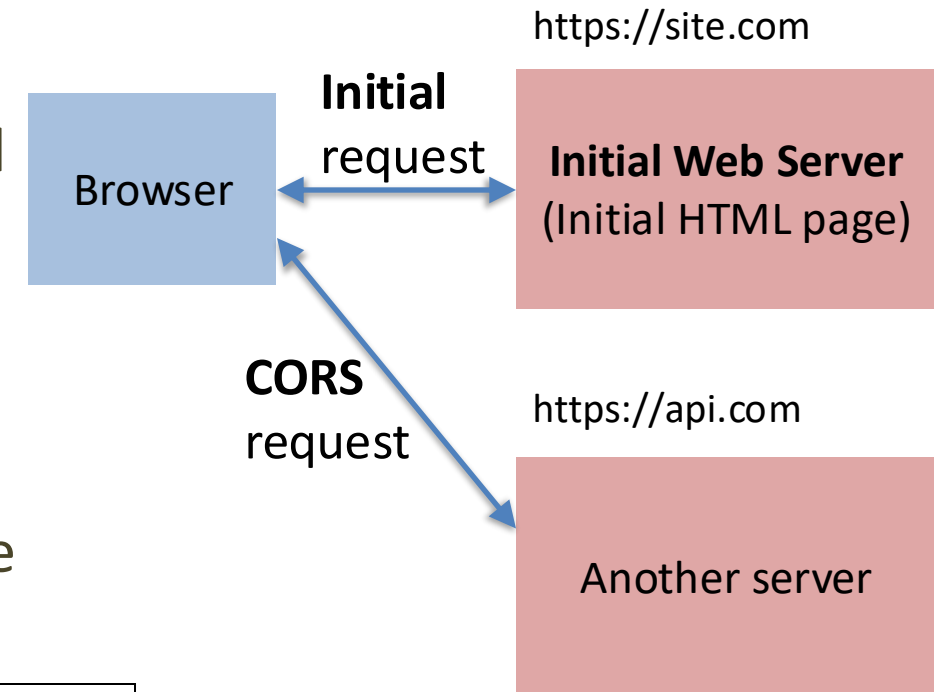 https://site.com
Initial
request
Browser
Initial Web Server
(Initial HTML page)
CORS
request
https://api.com
Another server